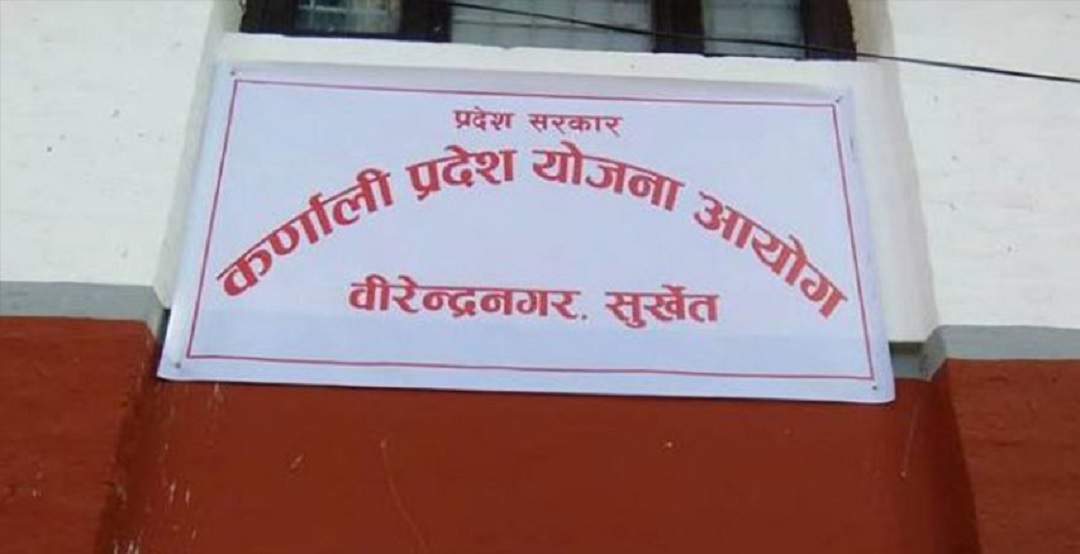 प्रदेश सरकार
कर्णाली प्रदेश योजना आयोग
वीरेन्द्रनगर, सुर्खेत